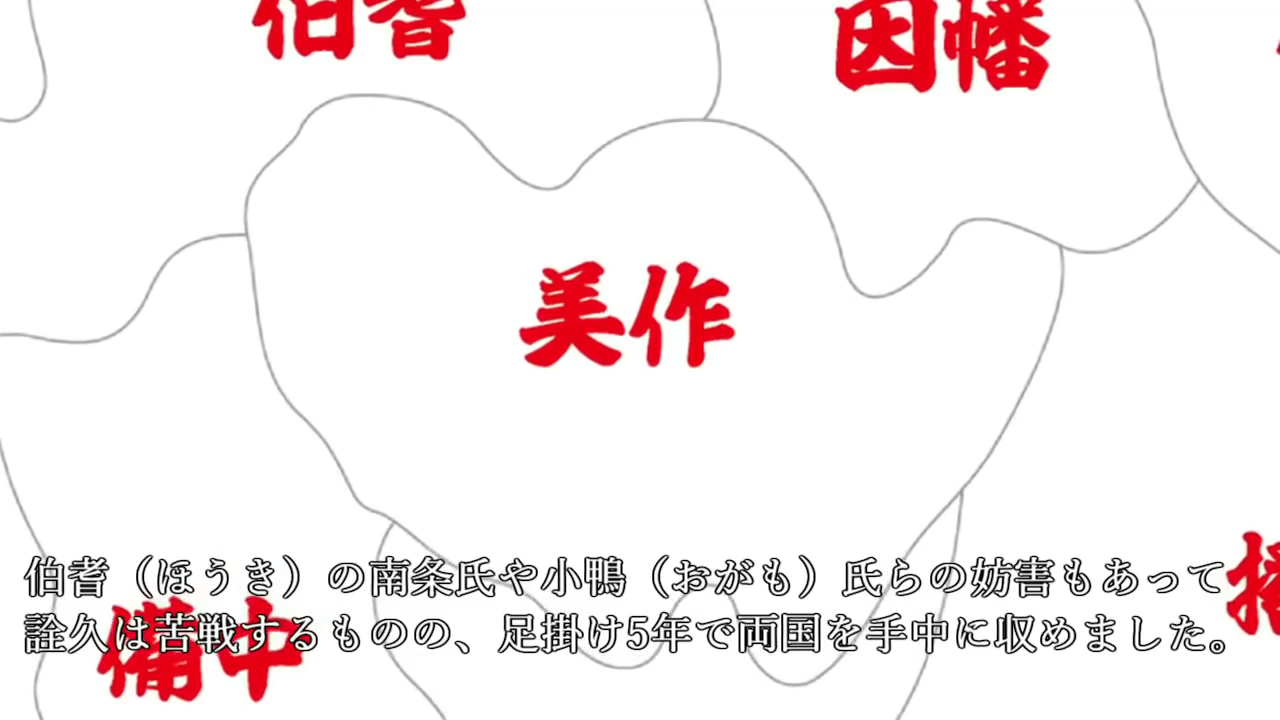 伯耆
因幡
美作
伯耆（ほうき）の南条氏や小鴨（おがも）氏らの妨害もあって
詮久は苦戦するものの、足掛け5年で両国を手中に収めました。
備中
播